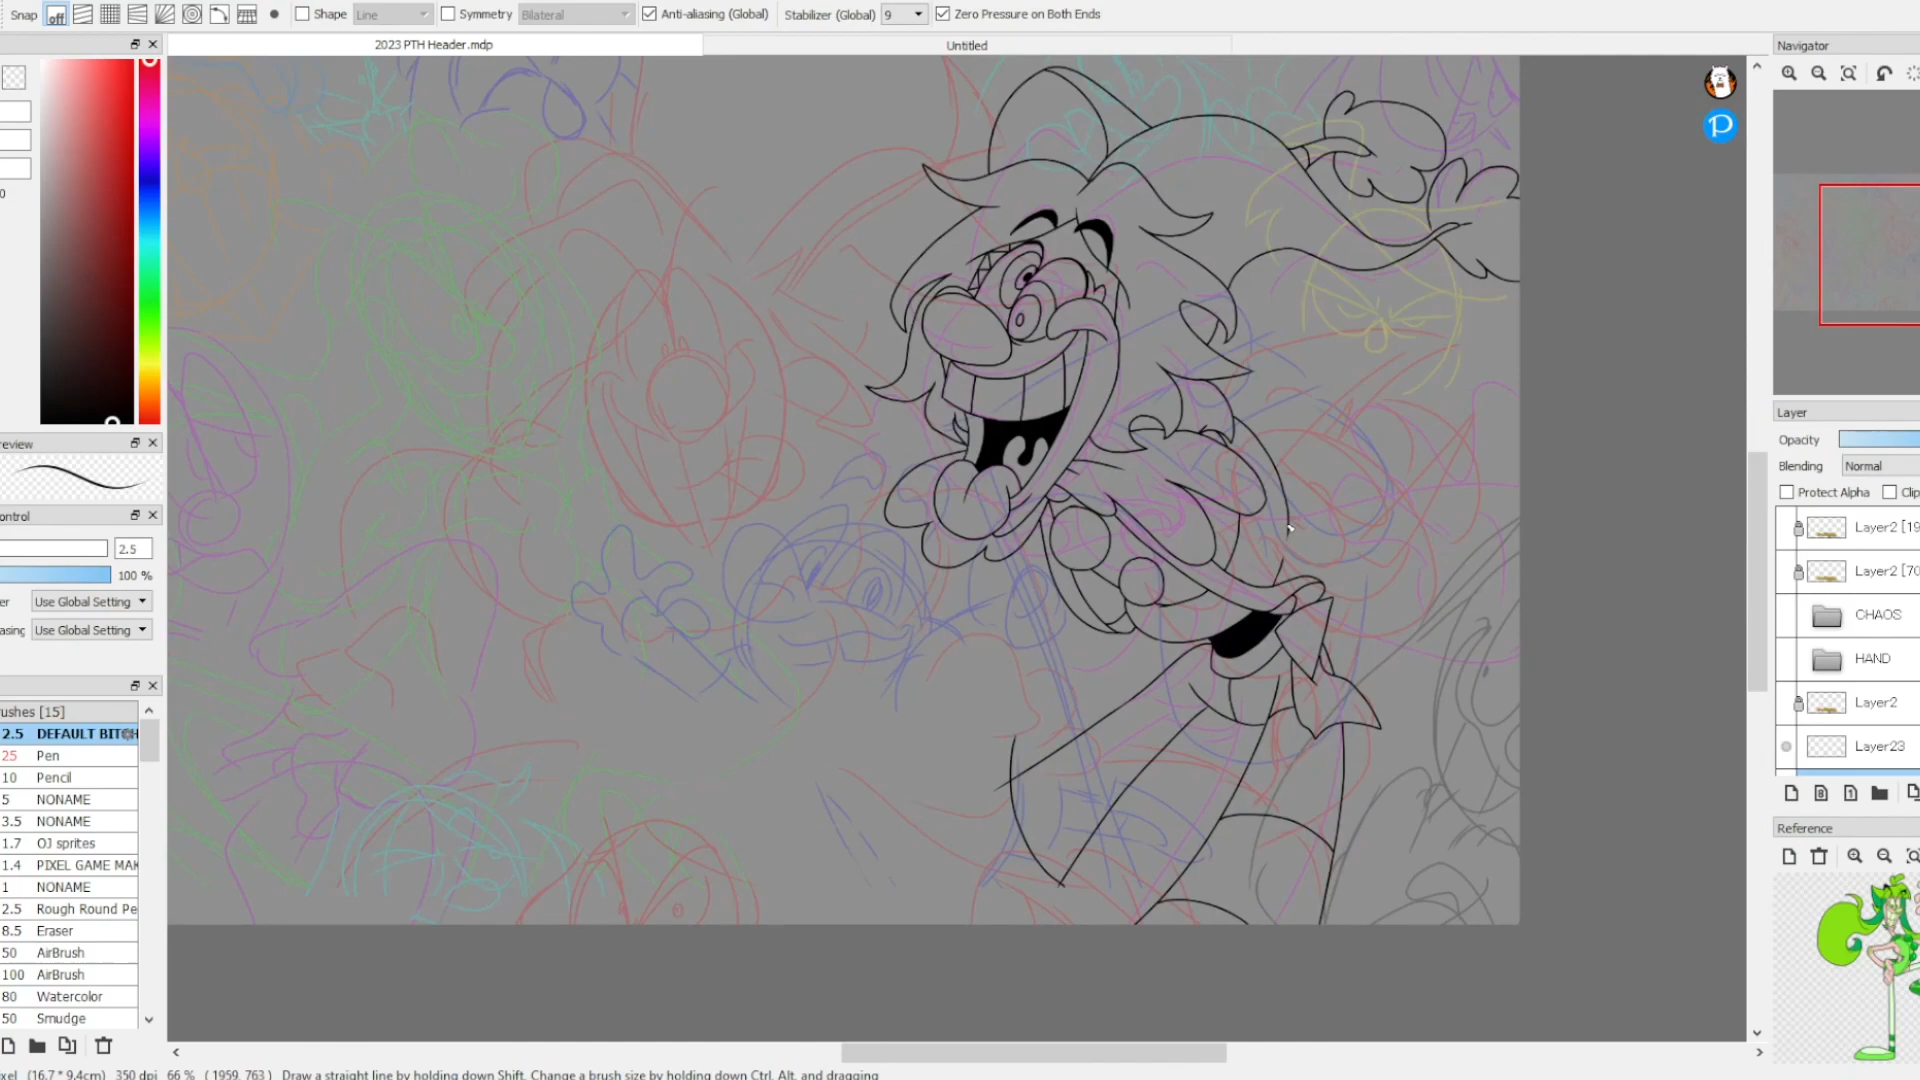 Snap off Shape Line Symmetry Bilateral Anti-aliasing (Global) Stabilizer (Global) 9 Zero Pressure on Both Ends
2023 PTH Header.mdp Untitled Navigator
0
Layer
Opacity
review
Blending Normal
Protect Alpha Clip
ontrol
Layer2 [19
2.5
100 %
Layer2 [70
er Use Global Setting
CHAOS
asing Use Global Setting
HAND
Layer2
ushes [15]
2.5 DEFAULT BIT
Layer23
25 Pen
10 Pencil
5 NONAME
3.5 NONAME
Reference
1.7 OJ sprites
1.4 PIXEL GAME MAK
1 NONAME
2.5 Rough Round Pe
8.5 Eraser
50 AirBrush
100 AirBrush
80 Watercolor
50 Smudge
xel (16.7 * 9.4cm) 350 dpi 66 % ( 1959, 763 ) Draw a straight line by holding down Shift, Change a brush size by holding down Ctrl, Alt, and dragging